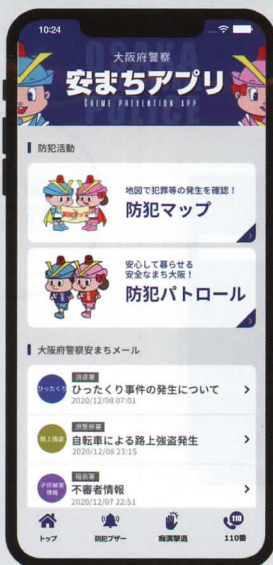 10:24
大阪府警察
安まちアプリ
CRIME PREVENTION APP
防犯活動
地図で犯罪等の発生を確認！
防犯マップ
安心して暮らせる
安全なまち大阪！
防犯パトロール
大阪府警察安まちメール
ひったくり
浪速署
ひったくり事件の発生について
2020/12/08 07:01
路上強盗
自転車による路上強盗発生
2020/12/08 23:15
子供被害
情報
福島署
不審者情報
2020/12/07 22:51
トップ
防犯ブザー
痴漢撃退
110
110番